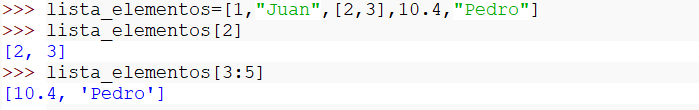 >>> lista_elementos=[1,"Juan",[2,3],10.4,"Pedro"]
>>> lista_elementos[2]
[2, 3]
>>> lista_elementos[3:5]
[10.4, 'Pedro']